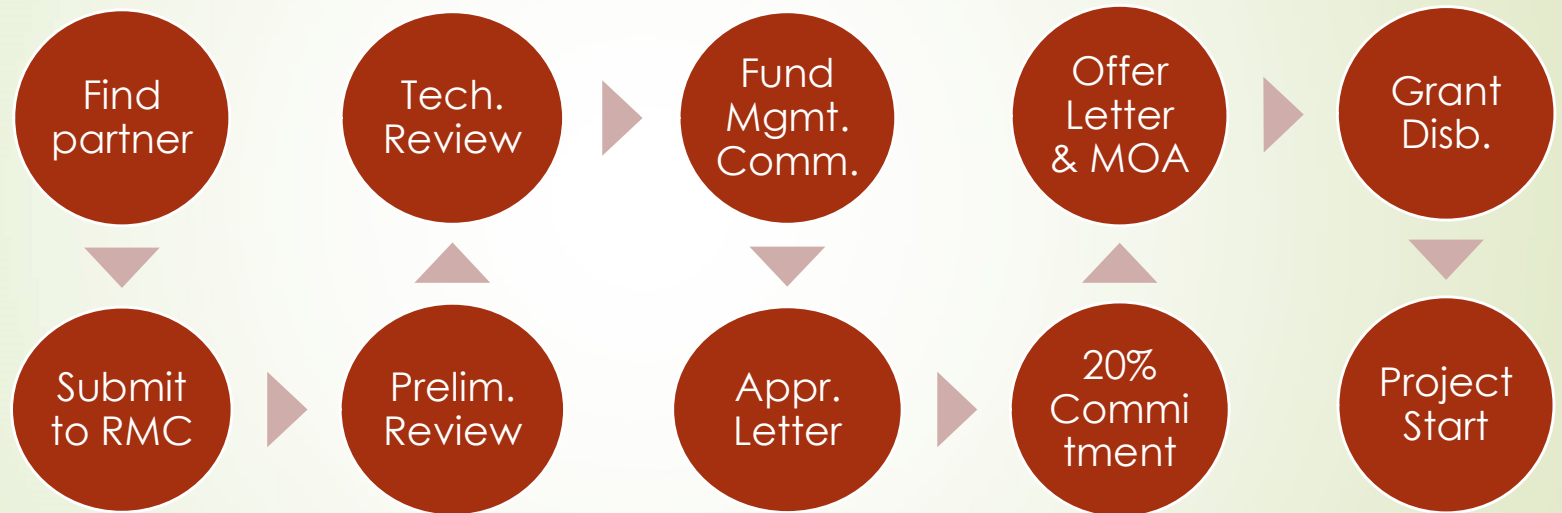 Find
partner
Submit
to RMC
Prelim.
Review
Tech.
Review
Fund
Mgmt.
Comm.
Appr.
Letter
20%
Commi
tment
Offer
Letter
& MOA
Grant
Disb.
Project
Start